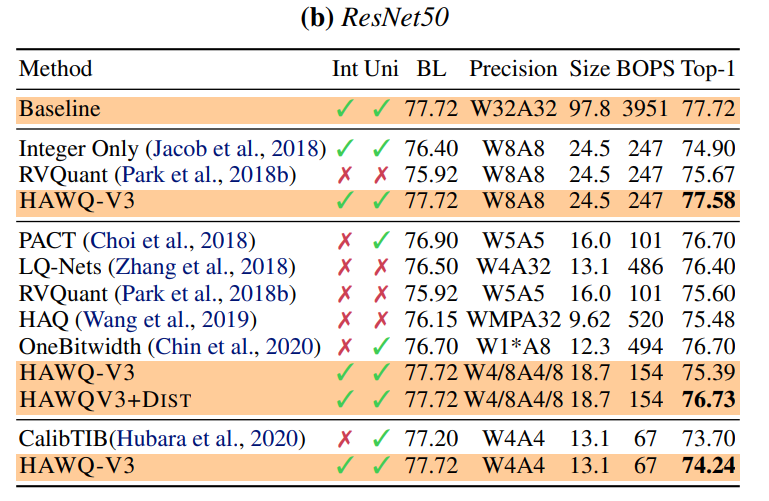 (b) ResNet50
Method Int Uni BL Precision Size BOPS Top-1
Baseline ✓ ✓ 77.72 W32A32 97.8 3951 77.72
Integer Only (Jacob et al., 2018) ✓ ✓ 76.40 W8A8 24.5 247 74.90
RVQuant (Park et al., 2018b) ✗ ✗ 75.92 W8A8 24.5 247 75.67
HAWQ-V3 ✓ ✓ 77.72 W8A8 24.5 247 77.58
PACT (Choi et al., 2018) ✗ ✓ 76.90 W5A5 16.0 101 76.70
LQ-Nets (Zhang et al., 2018) ✗ ✗ 76.50 W4A32 13.1 486 76.40
RVQuant (Park et al., 2018b) ✗ ✗ 75.92 W5A5 16.0 101 75.60
HAQ (Wang et al., 2019) ✗ ✗ 76.15 WMPA32 9.62 520 75.48
OneBitwidth (Chin et al., 2020) ✗ ✓ 76.70 W1*A8 12.3 494 76.70
HAWQ-V3 ✓ ✓ 77.72 W4/8A4/8 18.7 154 75.39
HAWQV3+DIST ✓ ✓ 77.72 W4/8A4/8 18.7 154 76.73
CalibTIB(Hubara et al., 2020) ✗ ✓ 77.20 W4A4 13.1 67 73.70
HAWQ-V3 ✓ ✓ 77.72 W4A4 13.1 67 74.24